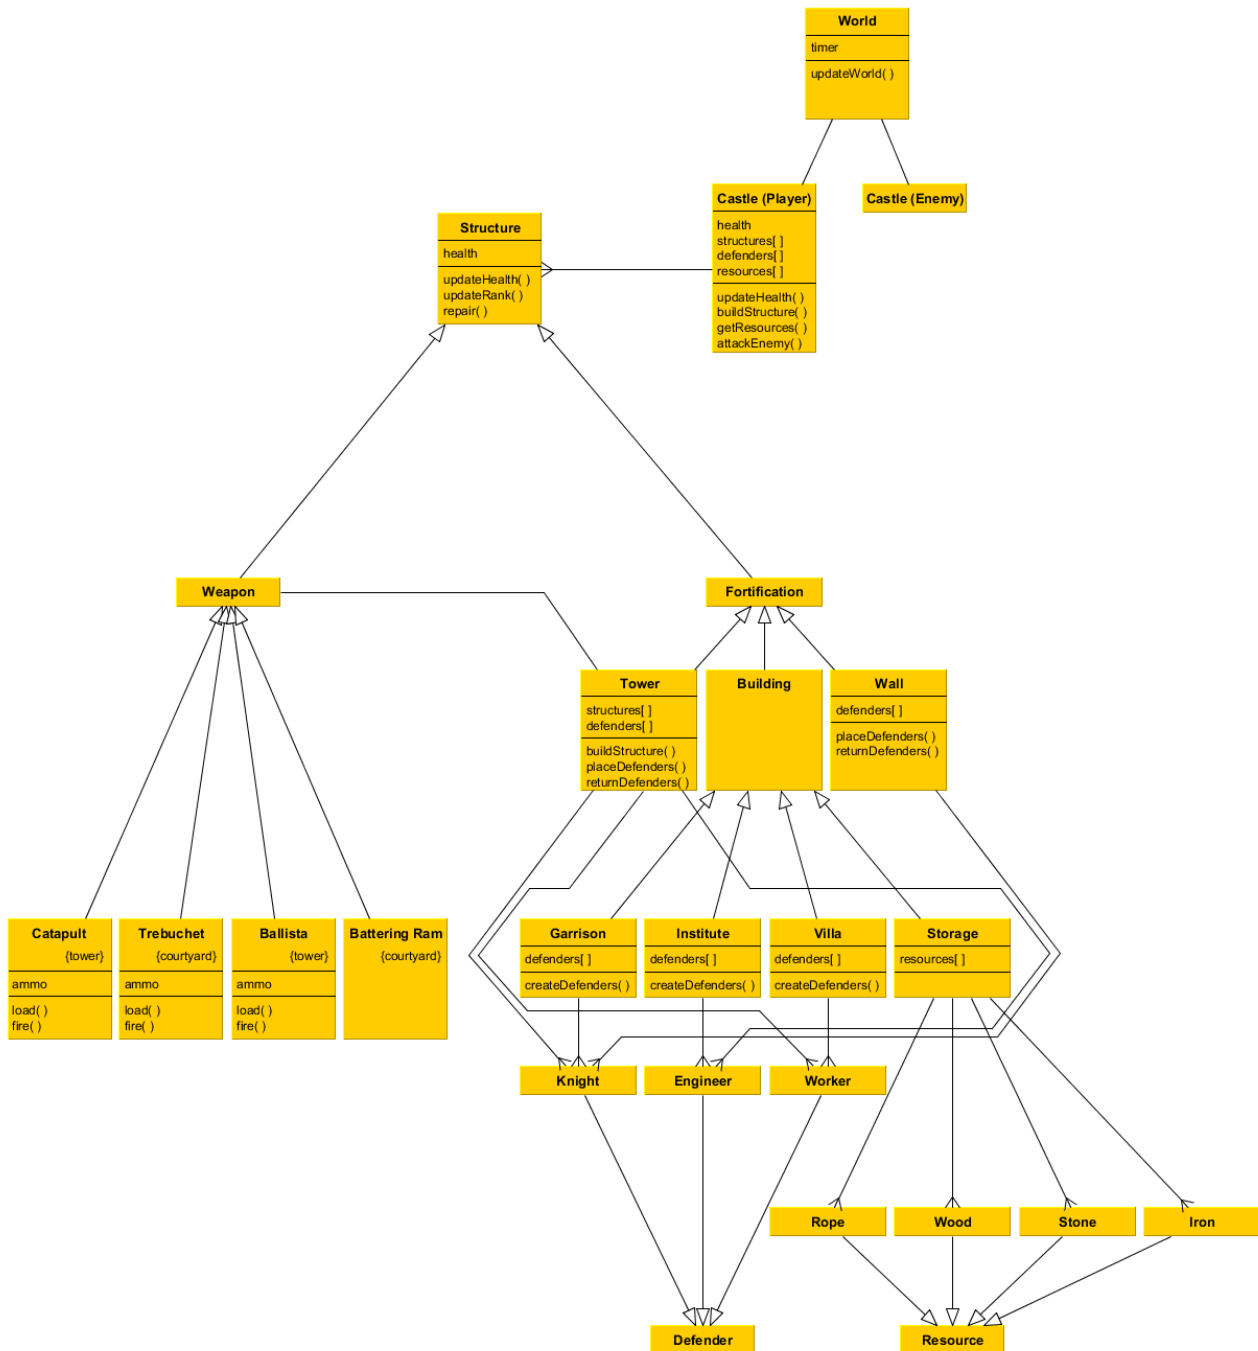 World
timer
updateWorld( )
Castle (Player)
health
structures[ ]
defenders[ ]
resources[ ]
updateHealth( )
buildStructure( )
getResources( )
attackEnemy( )
Castle (Enemy)
Structure
health
updateHealth( )
updateRank( )
repair( )
Weapon
Fortification
Tower
structures[ ]
defenders[ ]
buildStructure( )
placeDefenders( )
returnDefenders( )
Building
Wall
defenders[ ]
placeDefenders( )
returnDefenders( )
Catapult
{tower}
ammo
load( )
fire( )
Trebuchet
{courtyard}
ammo
load( )
fire( )
Ballista
{tower}
ammo
load( )
fire( )
Battering Ram
{courtyard}
Garrison
defenders[ ]
createDefenders( )
Institute
defenders[ ]
createDefenders( )
Villa
defenders[ ]
createDefenders( )
Storage
resources[ ]
Knight
Engineer
Worker
Rope
Wood
Stone
Iron
Defender
Resource